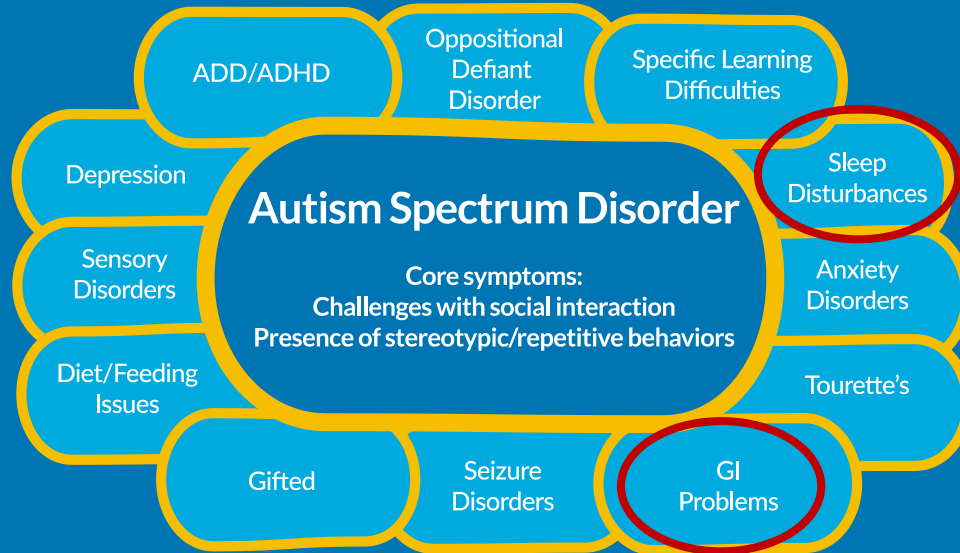 ADD/ADHD
Oppositional
Defiant
Disorder
Specific Learning
Difficulties
Depression
Sleep
Disturbances
Autism Spectrum Disorder
Core symptoms:
Challenges with social interaction
Presence of stereotypic/repetitive behaviors
Sensory
Disorders
Anxiety
Disorders
Diet/Feeding
Issues
Tourette's
Gifted
Seizure
Disorders
GI
Problems